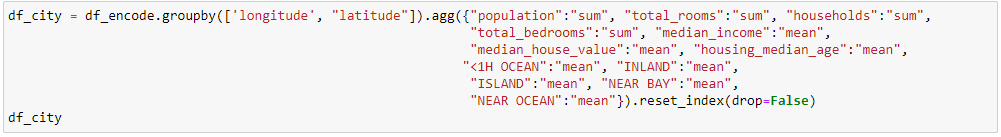 df_city = df_encode.groupby(['longitude', "latitude"]).agg({"population":"sum", "total_rooms":"sum", "households":"sum",
"total_bedrooms":"sum", "median_income":"mean",
"median_house_value":"mean", "housing_median_age":"mean",
"<1H OCEAN":"mean", "INLAND":"mean",
"ISLAND":"mean", "NEAR BAY":"mean",
"NEAR OCEAN":"mean"}).reset_index(drop=False)
df_city